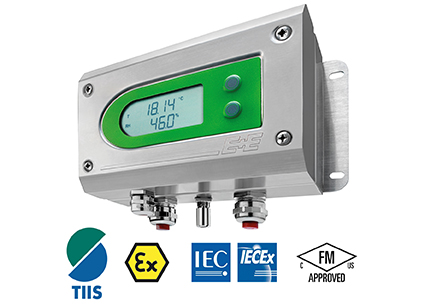 18.14 °C
46.0 %
E+E
TIIS
Ex
IEC
IECEx
FM
C US
APPROVED